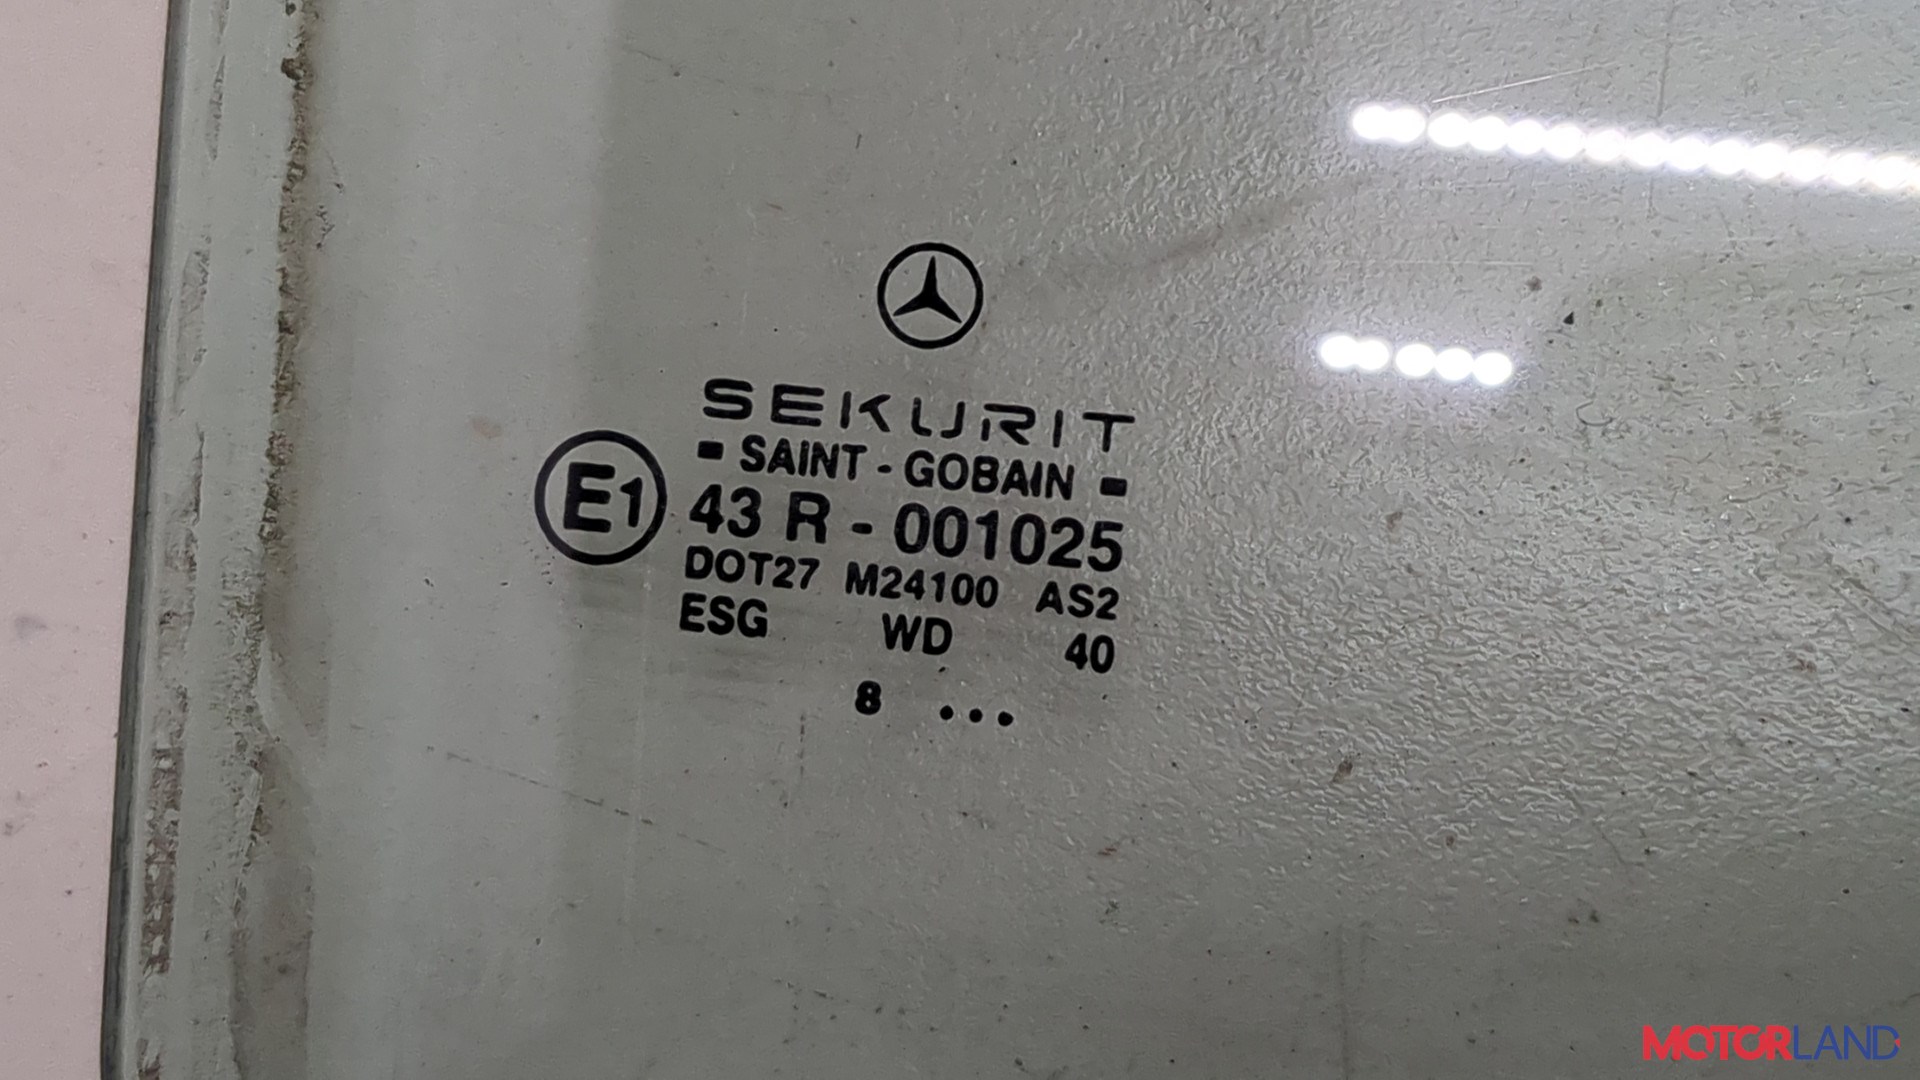 SEKURIT
SAINT - GOBAIN
E1
43 R - 001025
DOT27 M24100 AS2
ESG WD 40
8 ...
MOTORLAND